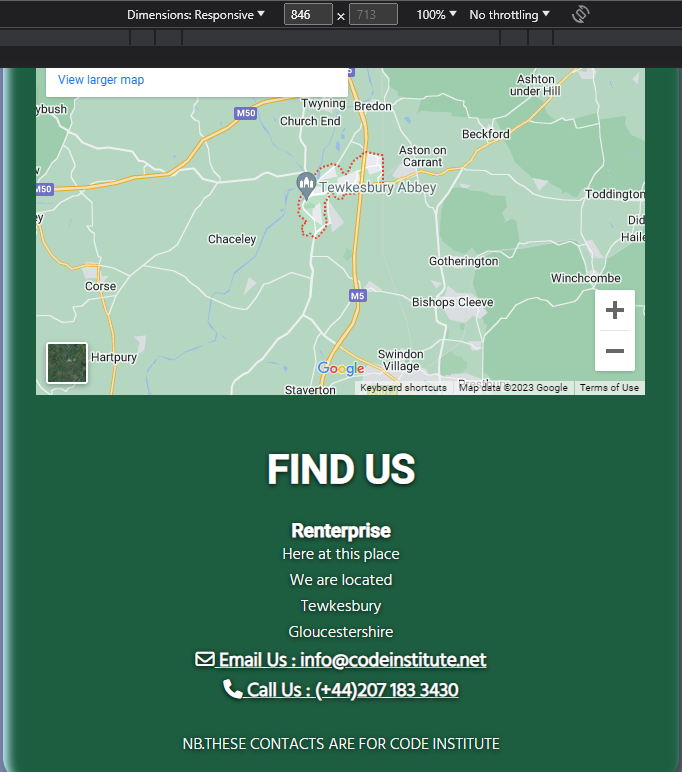 Dimensions: Responsive 846 × 713 100% No throttling
View larger map
Ashton
under Hill
M50
Twyning
Bredon
ybush
Church End
Beckford
Aston on
Carrant
M50
Tewkesbury Abbey
Toddington
ey
Did
Chaceley
Haile
Gotherington
Winchcombe
Corse
M5
Bishops Cleeve
Hartpury
Swindon
Village
Google
Staverton
Keyboard shortcuts Map data ©2023 Google Terms of Use
FIND US
Renterprise
Here at this place
We are located
Tewkesbury
Gloucestershire
Email Us : info@codeinstitute.net
Call Us : (+44)207 183 3430
NB.THESE CONTACTS ARE FOR CODE INSTITUTE